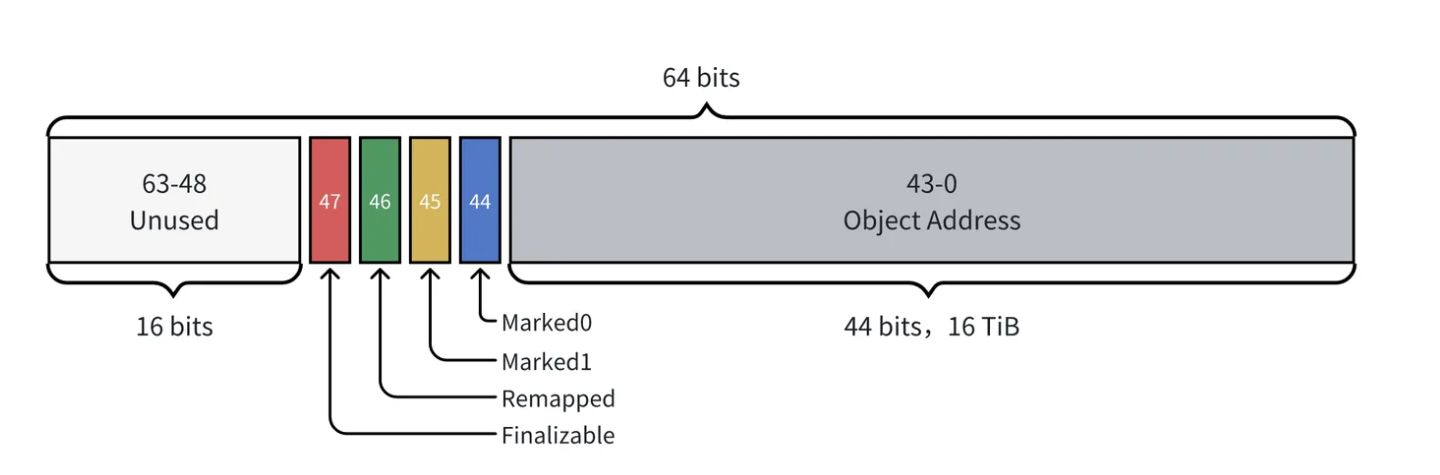 64 bits
63-48
Unused
47
46
45
44
43-0
Object Address
16 bits
44 bits，16 TiB
Marked0
Marked1
Remapped
Finalizable